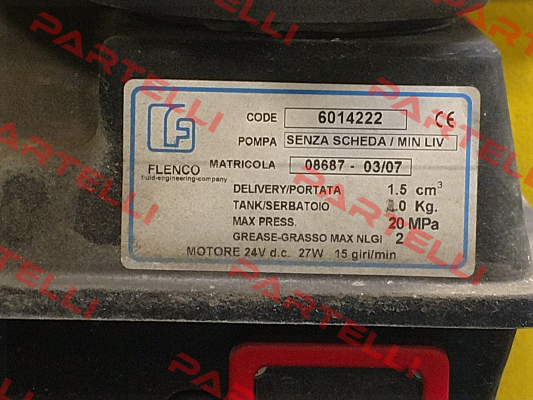 PARTELLI
CODE 6014222 CE
POMPA SENZA SCHEDA / MIN LIV.
FLENCO
fluid-engineering-company
MATRICOLA 08687 - 03/07
DELIVERY/PORTATA 1.5 cm³
TANK/SERBATOIO .0 Kg.
MAX PRESS. 20 MPa
GREASE-GRASSO MAX NLGI 2
MOTORE 24V d.c. 27W 15 giri/min
PARTELLI
PARTELLI
PARTELLI
PARTELLI